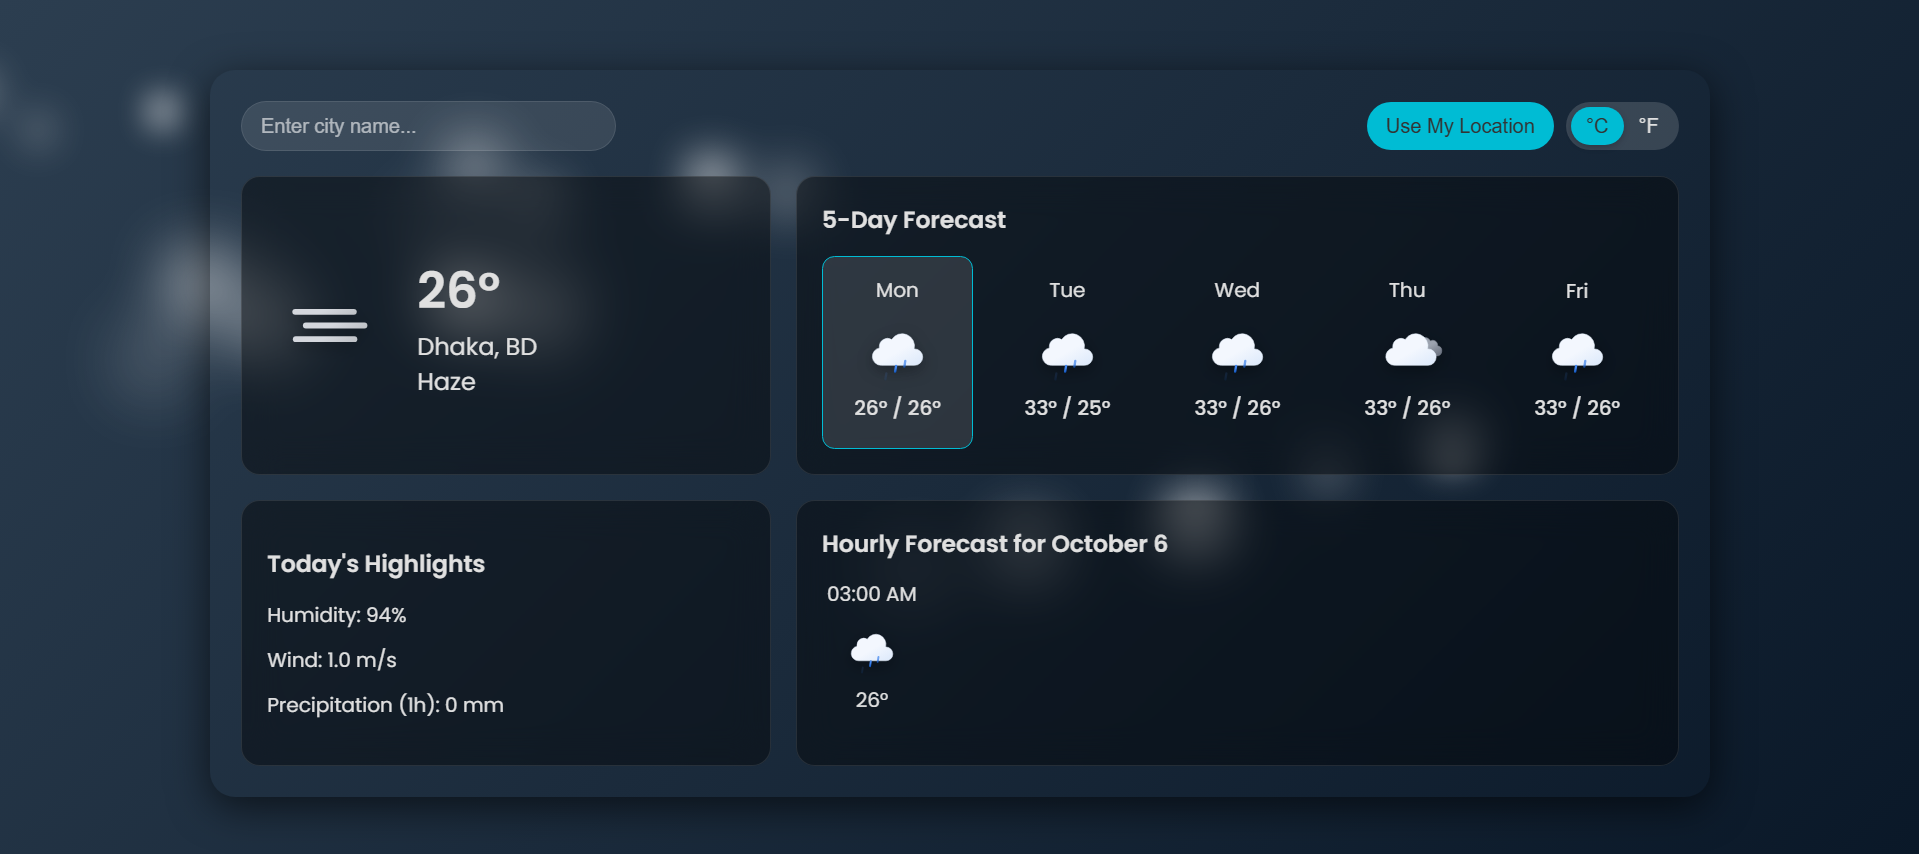 Enter city name...
Use My Location
°C
°F
26°
Dhaka, BD
Haze
5-Day Forecast
Mon
26° / 26°
Tue
33° / 25°
Wed
33° / 26°
Thu
33° / 26°
Fri
33° / 26°
Today's Highlights
Humidity: 94%
Wind: 1.0 m/s
Precipitation (1h): 0 mm
Hourly Forecast for October 6
03:00 AM
26°